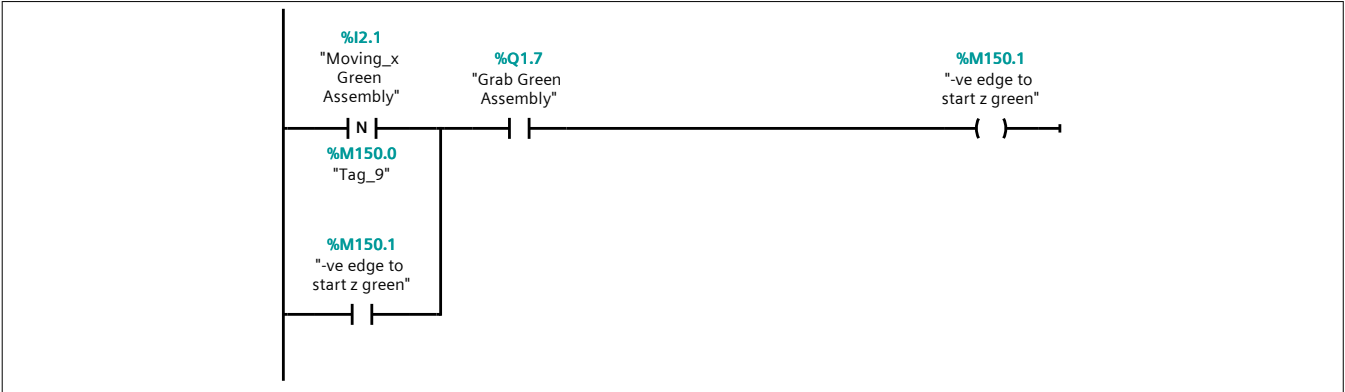 %I2.1
"Moving_x
Green
Assembly"
%Q1.7
"Grab Green
Assembly"
%M150.1
"-ve edge to
start z green"
N
%M150.0
"Tag_9"
%M150.1
"-ve edge to
start z green"